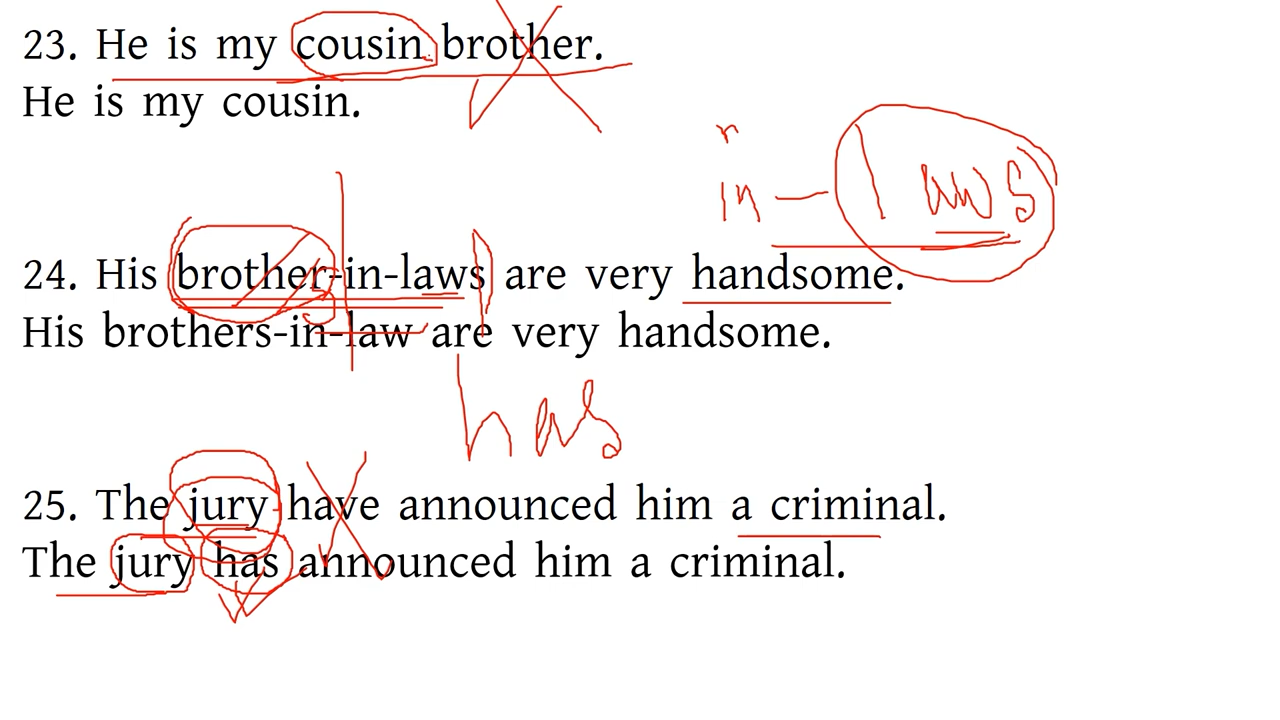 23. He is my cousin brother.
He is my cousin.
in - laws
24. His brother-in-laws are very handsome.
His brothers-in-law are very handsome.
has
25. The jury have announced him a criminal.
The jury has announced him a criminal.